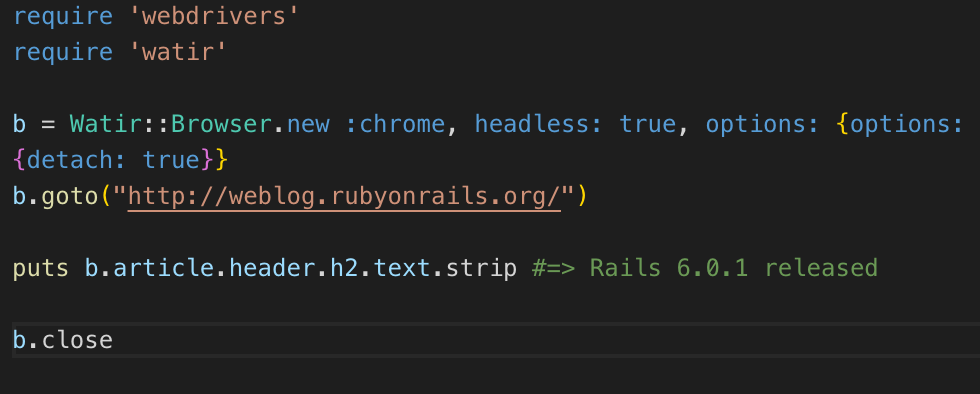 require 'webdrivers'
require 'watir'
b = Watir::Browser.new :chrome, headless: true, options: {options:
{detach: true}}
b.goto("http://weblog.rubyonrails.org/")
puts b.article.header.h2.text.strip #=> Rails 6.0.1 released
b.close